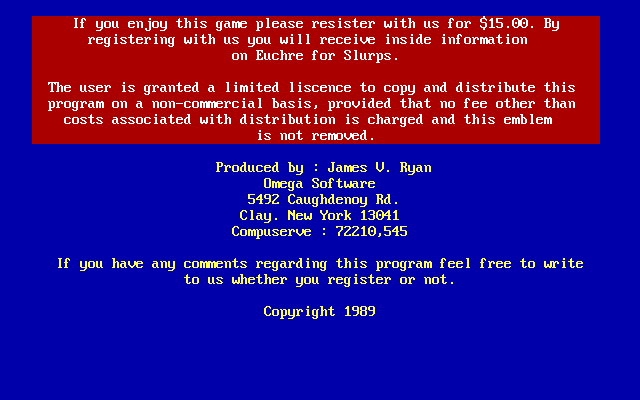 If you enjoy this game please resister with us for $15.00. By
registering with us you will receive inside information
on Euchre for Slurps.
The user is granted a limited liscence to copy and distribute this
program on a non-commercial basis, provided that no fee other than
costs associated with distribution is charged and this emblem
is not removed.
Produced by : James V. Ryan
Omega Software
5492 Caughdenoy Rd.
Clay. New York 13041
Compuserve : 72210,545
If you have any comments regarding this program feel free to write
to us whether you register or not.
Copyright 1989